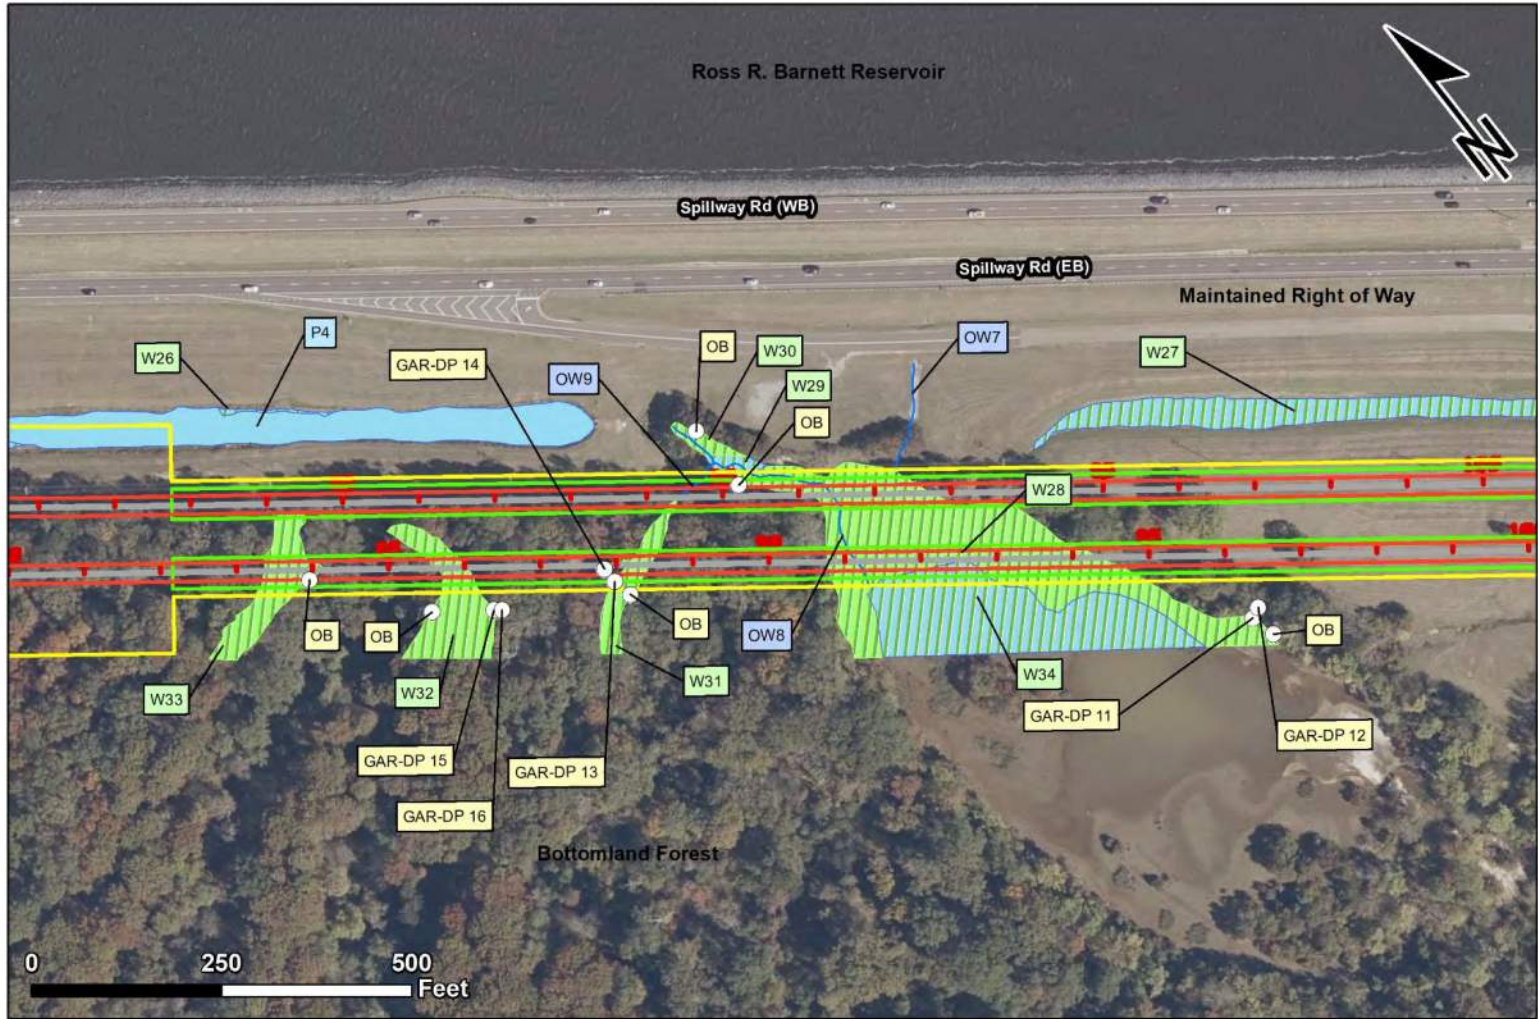 Ross R. Barnett Reservoir
N
Spillway Rd (WB)
Spillway Rd (EB)
Maintained Right of Way
P4
W26
GAR-DP 14
OB
W30
OW7
W27
OW9
W29
OB
W28
OB
OB
OB
OW8
OB
W33
W32
W31
W34
GAR-DP 11
GAR-DP 12
GAR-DP 15
GAR-DP 13
GAR-DP 16
Bottomland Forest
0 250 500
Feet